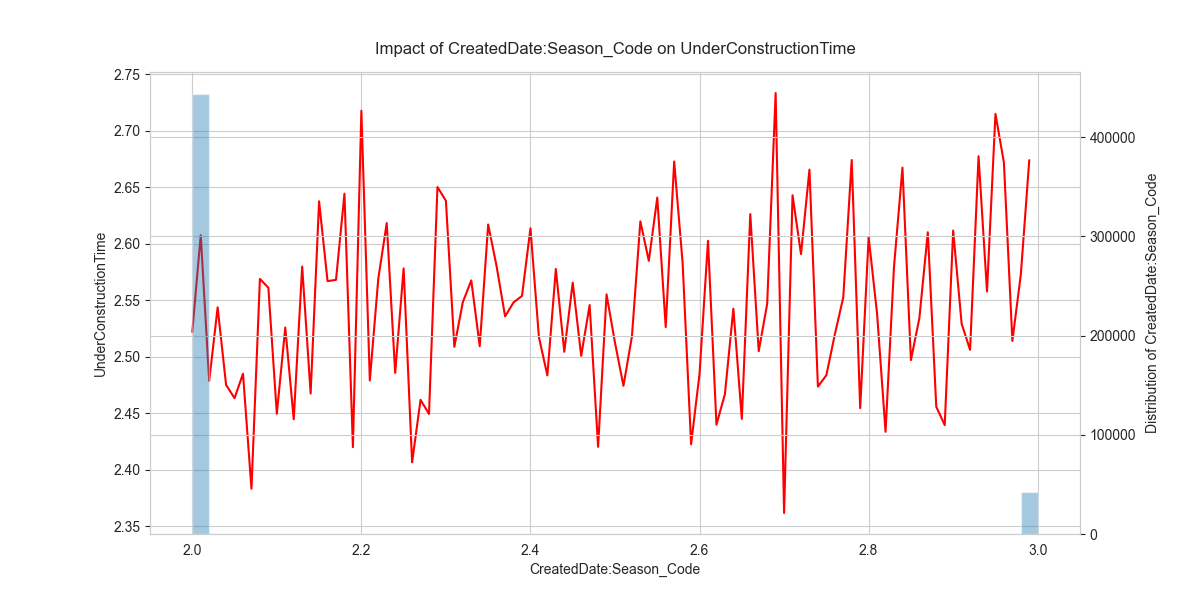 Impact of CreatedDate:Season_Code on UnderConstructionTime
2.75
2.70
2.65
2.60
2.55
2.50
2.45
2.40
2.35
UnderConstructionTime
400000
300000
200000
100000
0
Distribution of CreatedDate:Season_Code
2.0 2.2 2.4 2.6 2.8 3.0
CreatedDate:Season_Code